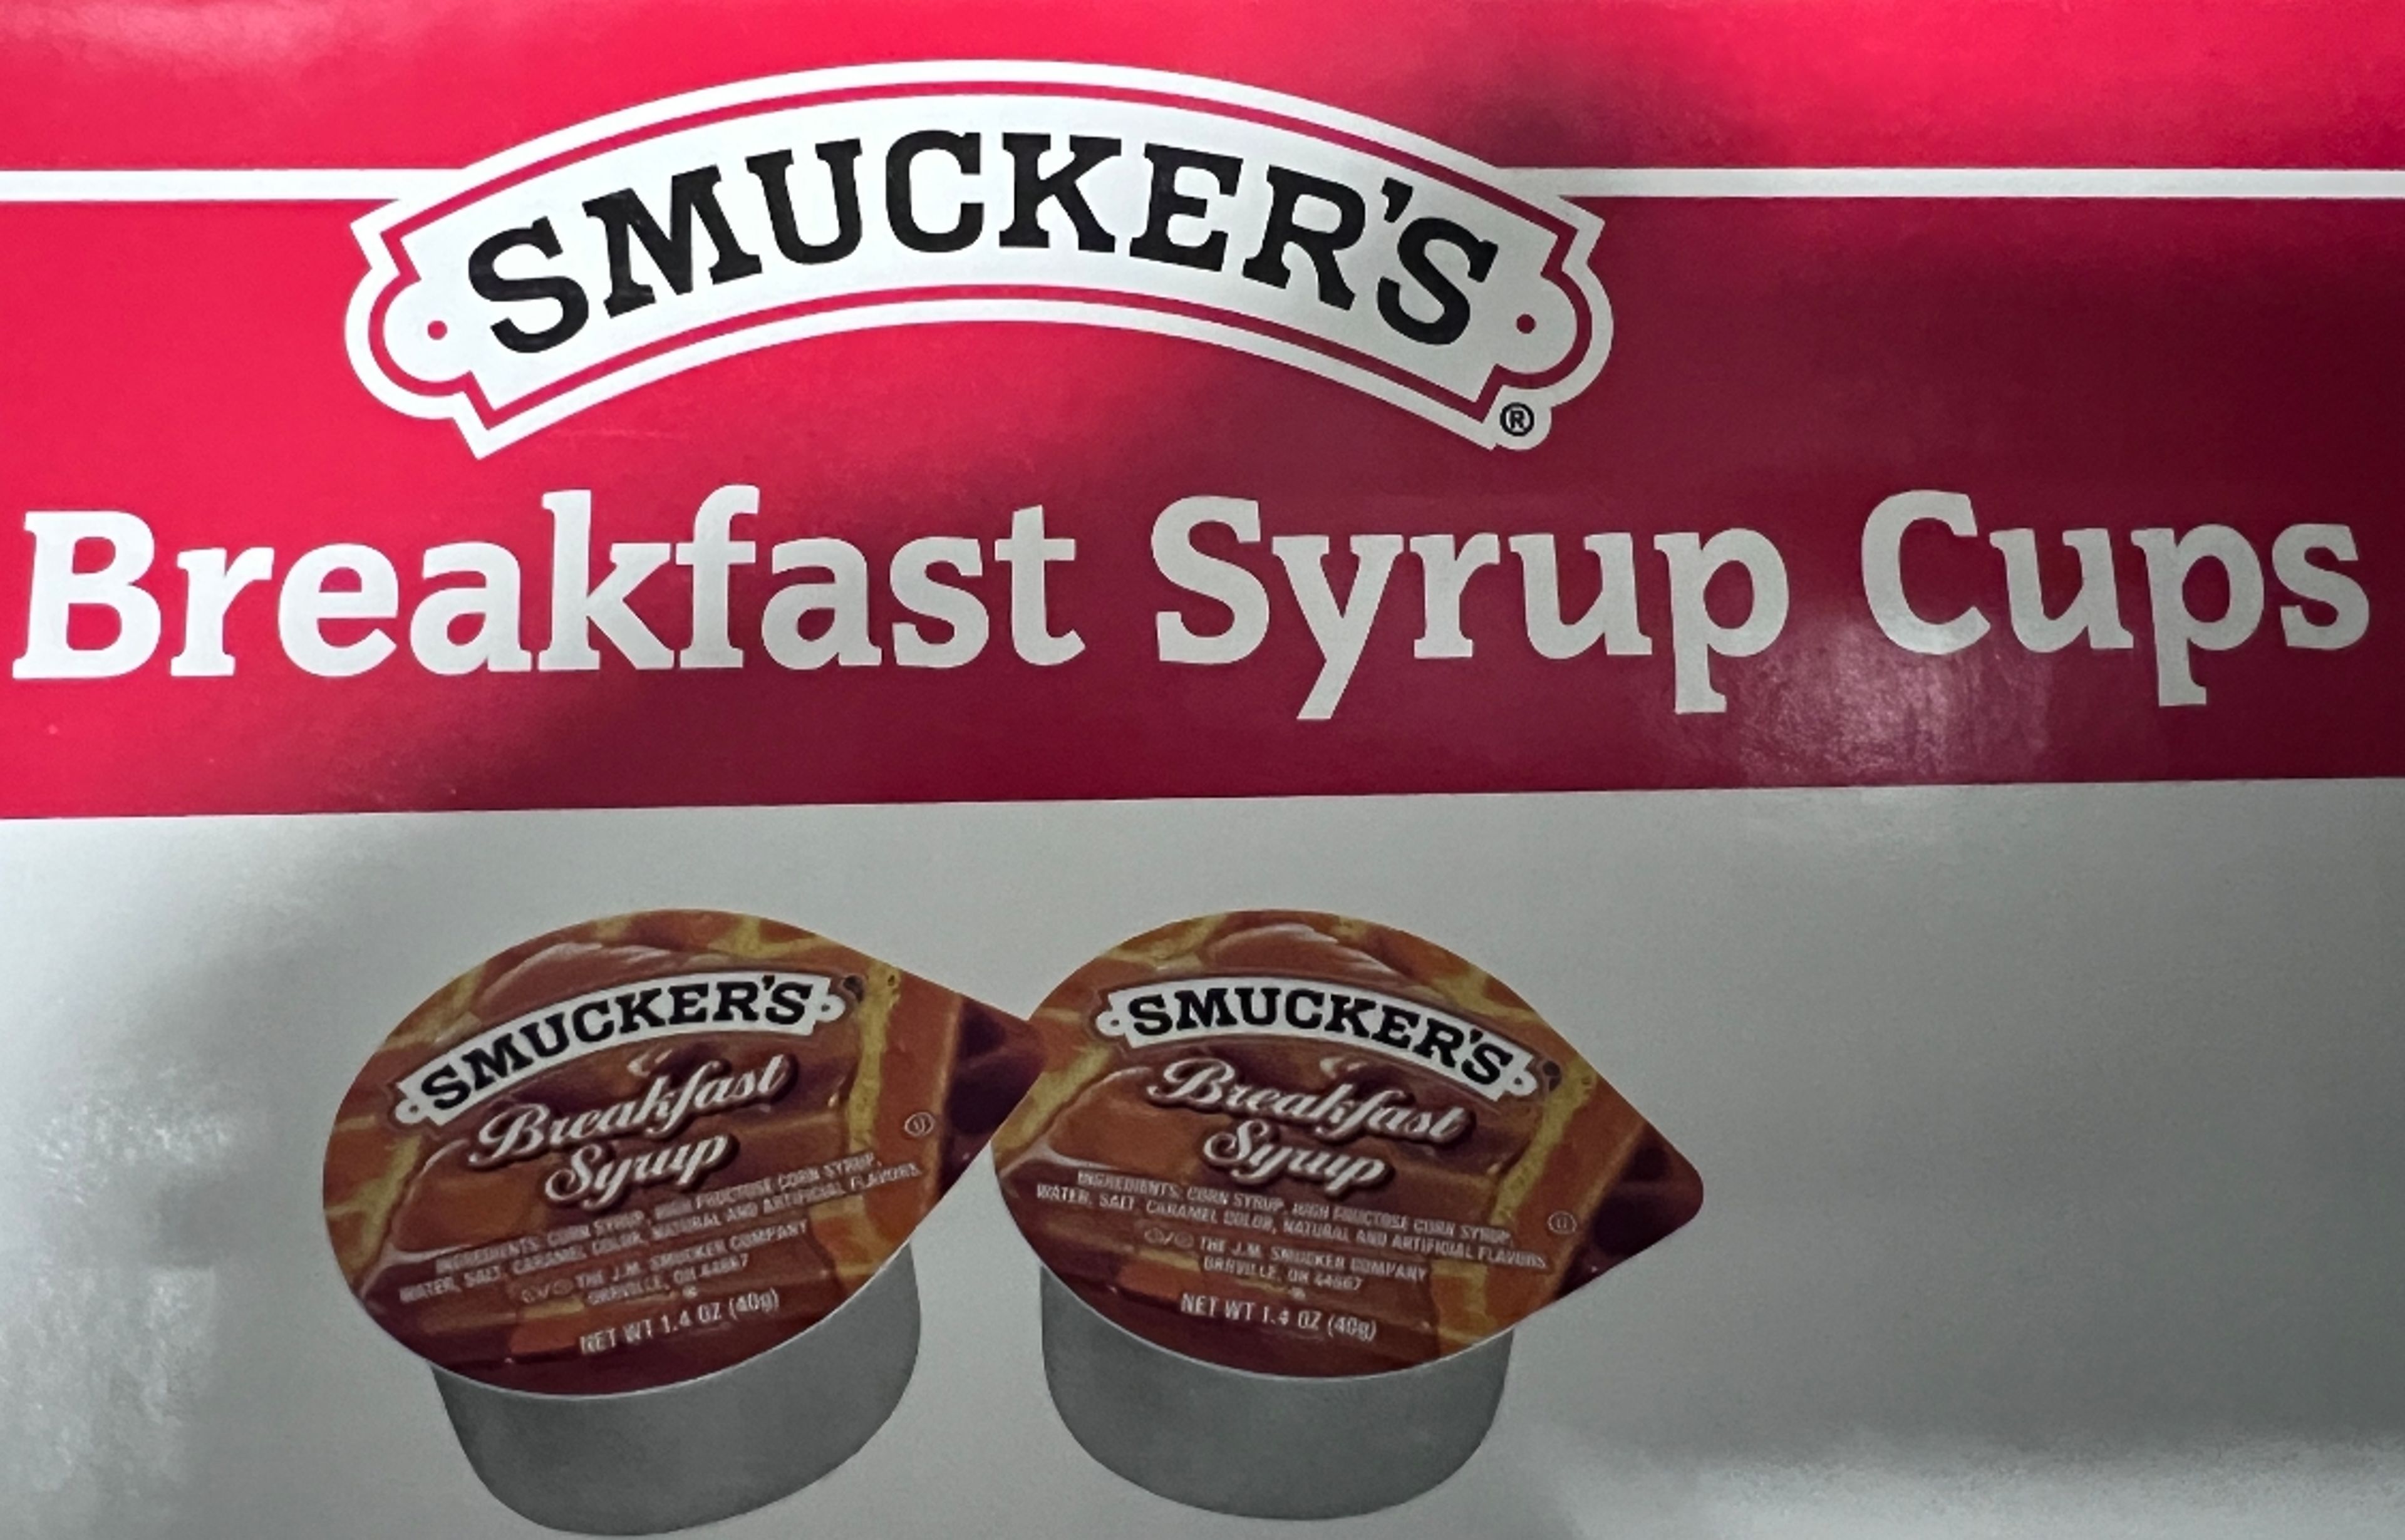 SMUCKER'S
®
Breakfast Syrup Cups
SMUCKER'S
Breakfast
Syrup
INGREDIENTS: CORN SYRUP, HIGH FRUCTOSE CORN SYRUP,
WATER, SALT, CARAMEL COLOR, NATURAL AND ARTIFICIAL FLAVORS.
THE J.M. SMUCKER COMPANY
ORRVILLE, OH 44667
NET WT 1.4 OZ (40g)
SMUCKER'S
Breakfast
Syrup
INGREDIENTS: CORN SYRUP, HIGH FRUCTOSE CORN SYRUP,
WATER, SALT, CARAMEL COLOR, NATURAL AND ARTIFICIAL FLAVORS.
THE J.M. SMUCKER COMPANY
ORRVILLE, OH 44667
NET WT 1.4 OZ (40g)